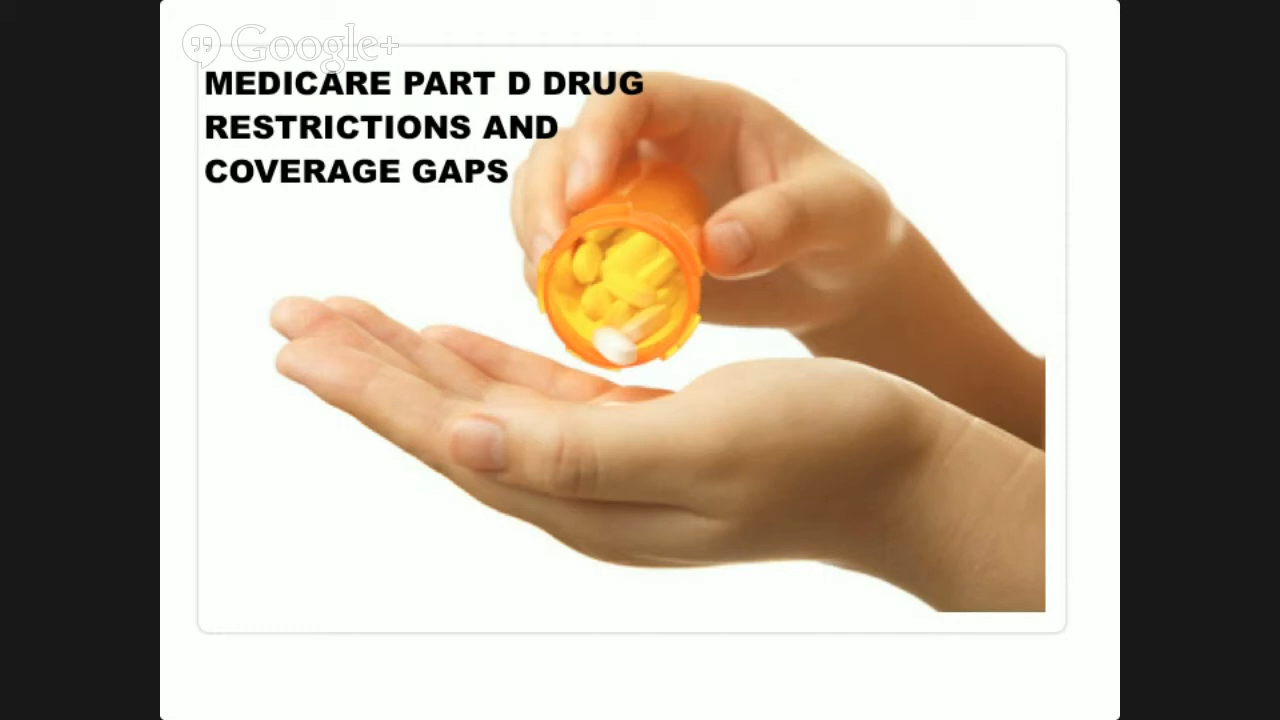 Google+
MEDICARE PART D DRUG
RESTRICTIONS AND
COVERAGE GAPS